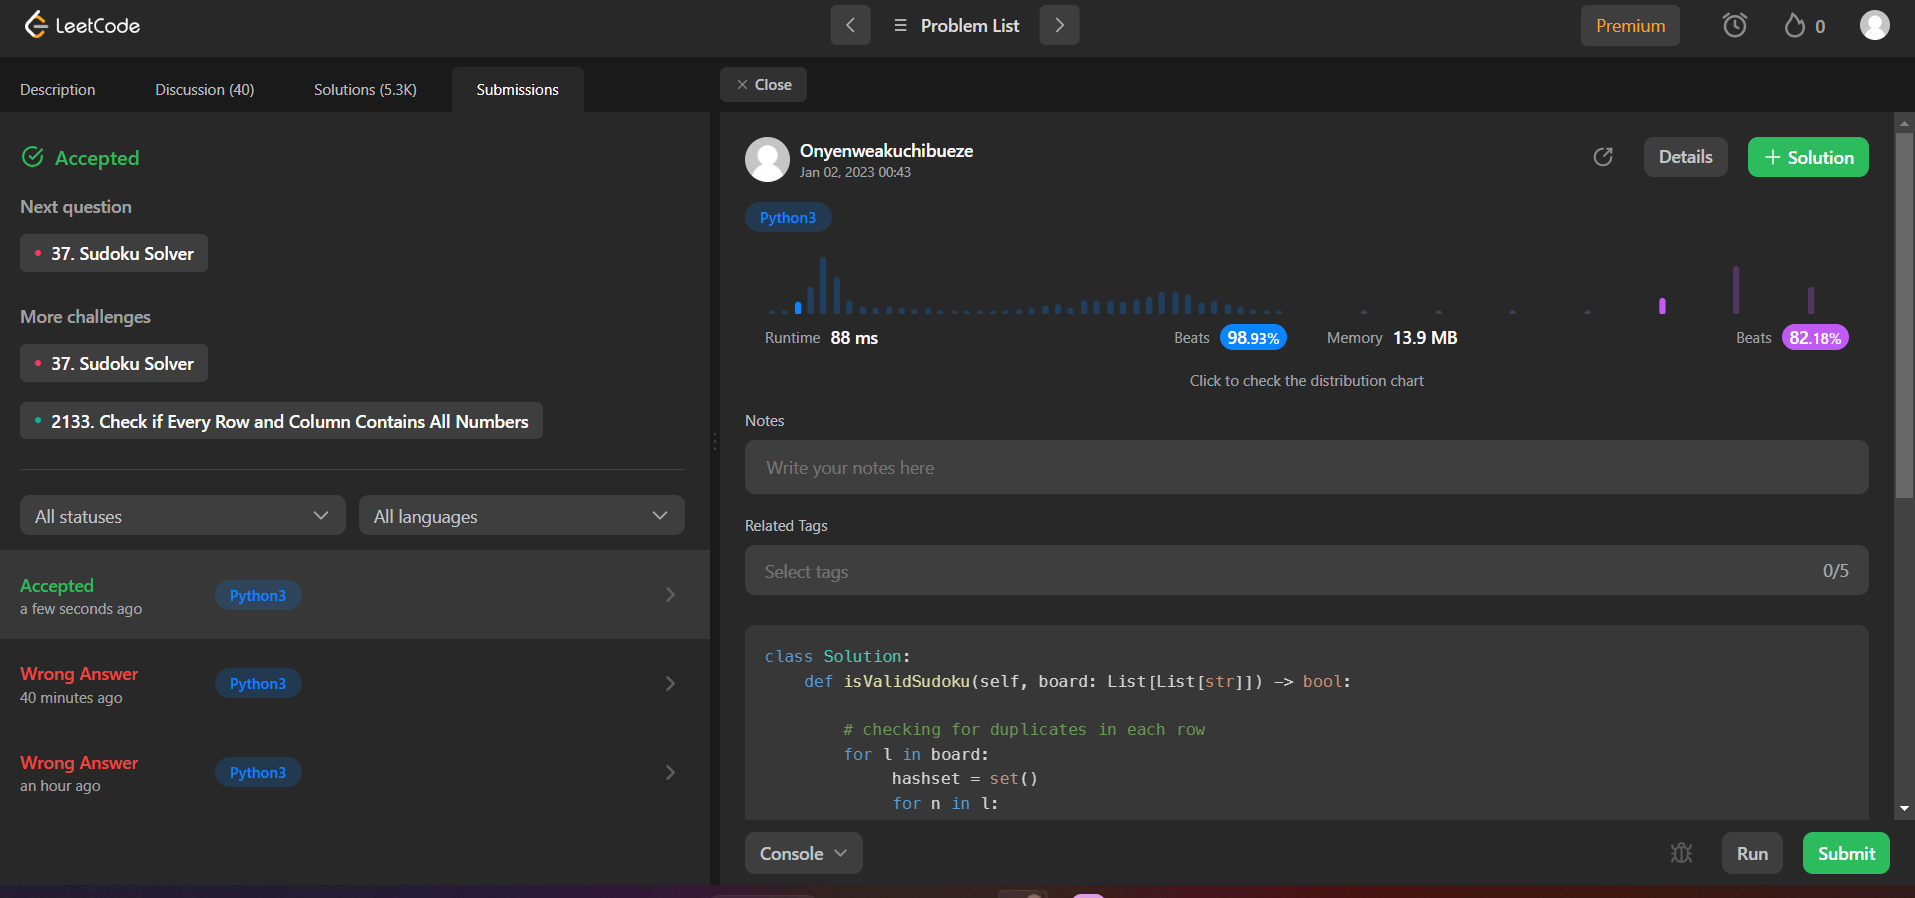 LeetCode
Problem List
Premium
0
Description
Discussion (40)
Solutions (5.3K)
Submissions
Close
Accepted
Next question
37. Sudoku Solver
More challenges
37. Sudoku Solver
2133. Check if Every Row and Column Contains All Numbers
All statuses
All languages
Accepted
a few seconds ago
Python3
Wrong Answer
40 minutes ago
Python3
Wrong Answer
an hour ago
Python3
Onyenweakuchibueze
Jan 02, 2023 00:43
Details
+ Solution
Python3
Runtime 88 ms
Beats 98.93%
Memory 13.9 MB
Beats 82.18%
Click to check the distribution chart
Notes
Write your notes here
Related Tags
Select tags
0/5
class Solution:
def isValidSudoku(self, board: List[List[str]]) -> bool:
# checking for duplicates in each row
for l in board:
hashset = set()
for n in l:
Console
Run
Submit